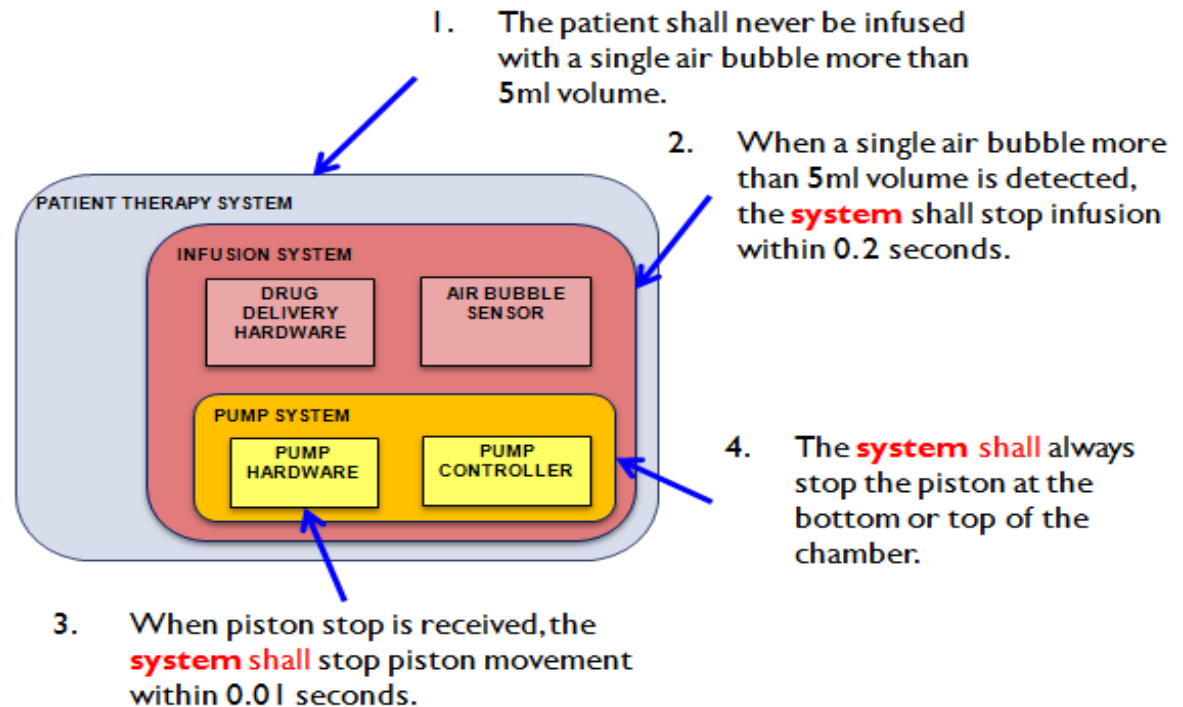 1. The patient shall never be infused
with a single air bubble more than
5ml volume.
2. When a single air bubble more
than 5ml volume is detected,
the system shall stop infusion
within 0.2 seconds.
PATIENT THERAPY SYSTEM
INFUSION SYSTEM
DRUG
DELIVERY
HARDWARE
AIR BUBBLE
SENSOR
PUMP SYSTEM
PUMP
HARDWARE
PUMP
CONTROLLER
4. The system shall always
stop the piston at the
bottom or top of the
chamber.
3. When piston stop is received, the
system shall stop piston movement
within 0.01 seconds.